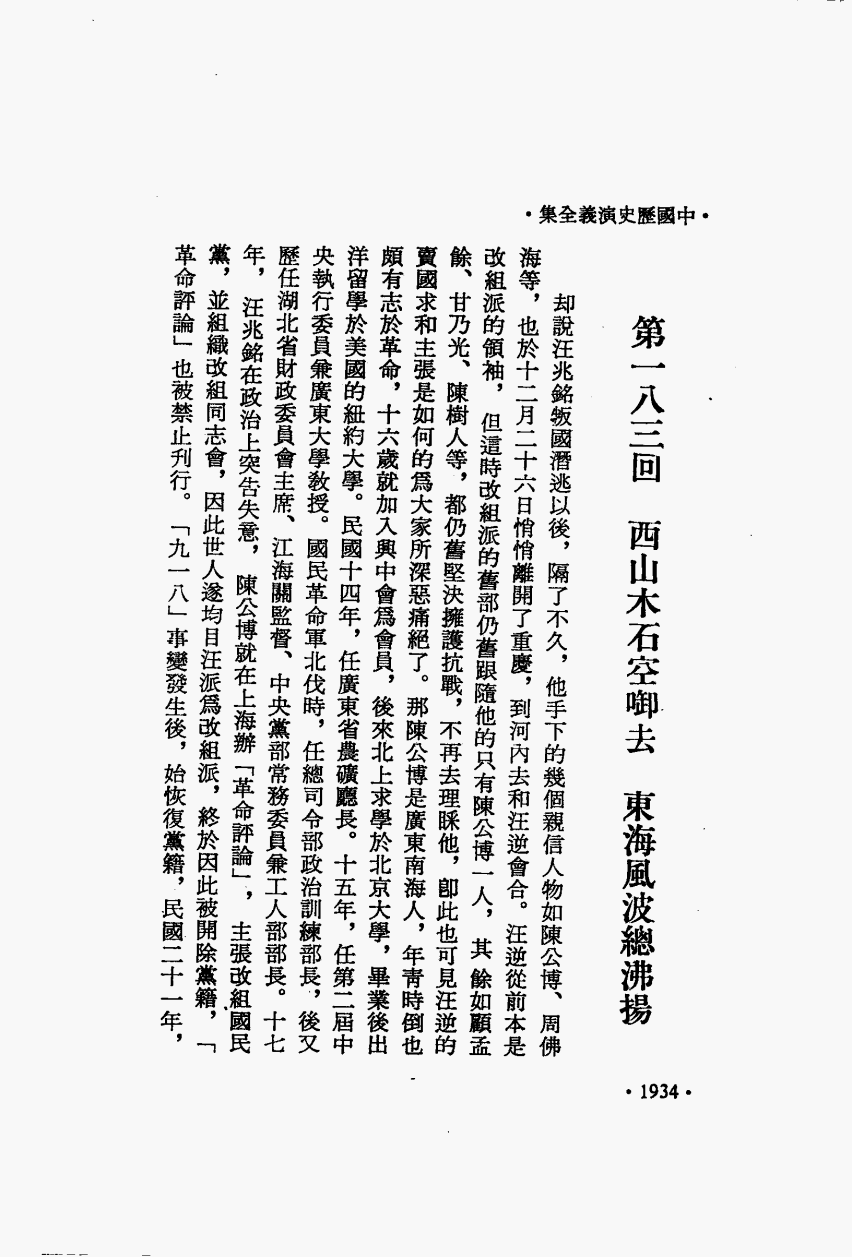 •中國歷史演義全集•
第一八三回　西山木石空啣去　東海風波總沸揚
却說汪兆銘叛國潛逃以後，隔了不久，他手下的幾個親信人物如陳公博、周佛
海等，也於十二月二十六日悄悄離開了重慶，到河內去和汪逆會合。汪逆從前本是
改組派的領袖，但這時改組派的舊部仍舊跟隨他的只有陳公博一人，其餘如顧孟
餘、甘乃光、陳樹人等，都仍舊堅決擁護抗戰，不再去理睬他，卽此也可見汪逆的
賣國求和主張是如何的爲大家所深惡痛絕了。那陳公博是廣東南海人，年青時倒也
頗有志於革命，十六歲就加入興中會爲會員，後來北上求學於北京大學，畢業後出
洋留學於美國的紐約大學。民國十四年，任廣東省農礦廳長。十五年，任第二屆中
央執行委員兼廣東大學教授。國民革命軍北伐時，任總司令部政治訓練部長，後又
歷任湖北省財政委員會主席、江海關監督、中央黨部常務委員兼工人部部長。十七
年，汪兆銘在政治上突告失意，陳公博就在上海辦「革命評論」，主張改組國民
黨，並組織改組同志會，因此世人遂均目汪派爲改組派，終於因此被開除黨籍，「
革命評論」也被禁止刋行。「九一八」事變發生後，始恢復黨籍，民國二十一年，
•1934•